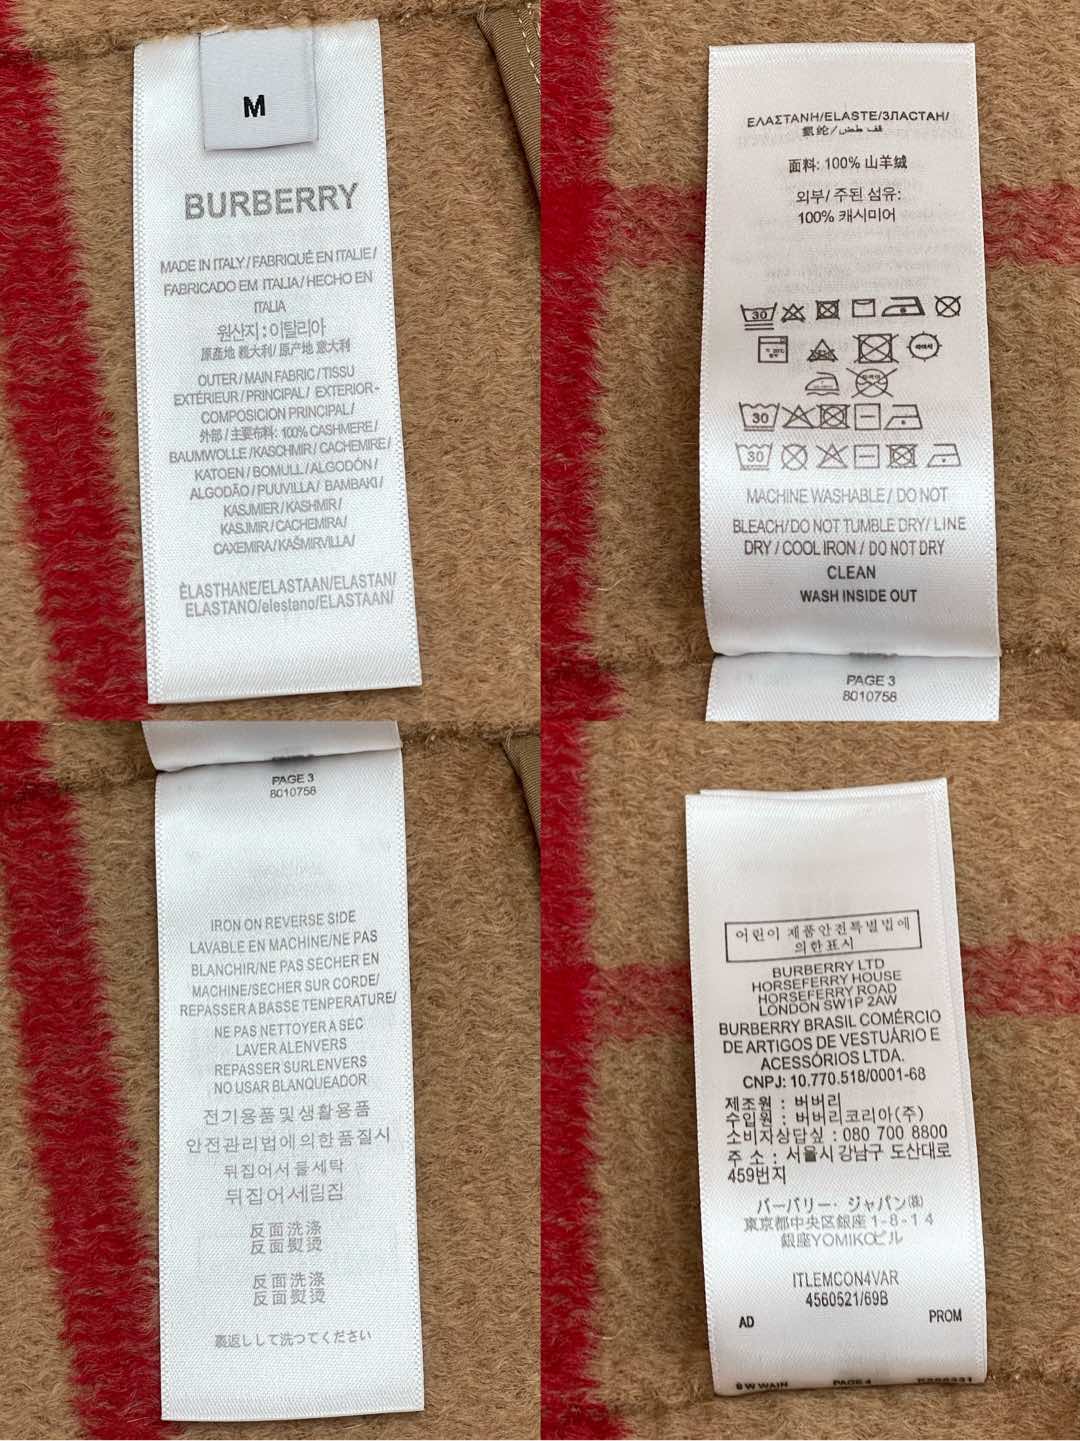 M
BURBERRY
MADE IN ITALY/FABRIQUÉ EN ITALIE/
FABRICADO EM ITALIA/HECHO EN
ITALIA
원산지:이탈리아
原產地 義大利/原产地 意大利
OUTER/MAIN FABRIC/TISSU
EXTÉRIEUR/PRINCIPAL/ EXTERIOR-
COMPOSICION PRINCIPAL/
外部/主要布料: 100% CASHMERE/
BAUMWOLLE/KASCHMIR/CACHEMIRE/
KATOEN/BOMULL/ALGODÓN/
ALGODÃO/PUUVILLA/ BAMBAKI/
KASJMIER/KASHMIR/
KASJMIR/CACHEMIRA/
CAXEMIRA/KAŠMIRVILLA/
ÈLASTHANE/ELASTAAN/ELASTAN/
ELASTANO/elestano/ELASTAAN/
ΕΛΑΣΤΑΝΗ/ELASTE/ЗЛАСТАН/
面料: 100% 山羊绒
외부/주된 섬유:
100% 캐시미어
30
30
30
MACHINE WASHABLE/ DO NOT
BLEACH/DO NOT TUMBLE DRY/ LINE
DRY/COOL IRON/ DO NOT DRY
CLEAN
WASH INSIDE OUT
PAGE 3
8010758
PAGE 3
8010758
IRON ON REVERSE SIDE
LAVABLE EN MACHINE/NE PAS
BLANCHIR/NE PAS SECHER EN
MACHINE/SECHER SUR CORDE/
REPASSER A BASSE TENPERATURE/
NE PAS NETTOYER A SEC
LAVER ALENVERS
REPASSER SURLENVERS
NO USAR BLANQUEADOR
전기용품및생활용품
안전관리법에의한품질시
뒤집어서 들세탁
뒤집어세림짐
反面洗涤
反面熨烫
反面洗涤
反面熨烫
裏返しして洗つてください
어린이 제품안전특별법에
의한표시
BURBERRY LTD
HORSEFERRY HOUSE
HORSEFERRY ROAD
LONDON SW1P 2AW
BURBERRY BRASIL COMÉRCIO
DE ARTIGOS DE VESTUÁRIO E
ACESSÓRIOS LTDA.
CNPJ: 10.770.518/0001-68
제조원 : 버버리
수입원 : 버버리코리아(주)
소비자상답싶 : 080 700 8800
주 소 : 서울시강남구 도산대로
459번지
バーバリー・ジャパン㈱
東京都中央区銀座1-8-14
銀座YOMIKOビル
ITLEMCON4VAR
4560521/69B
AD PROM
PAGE 4